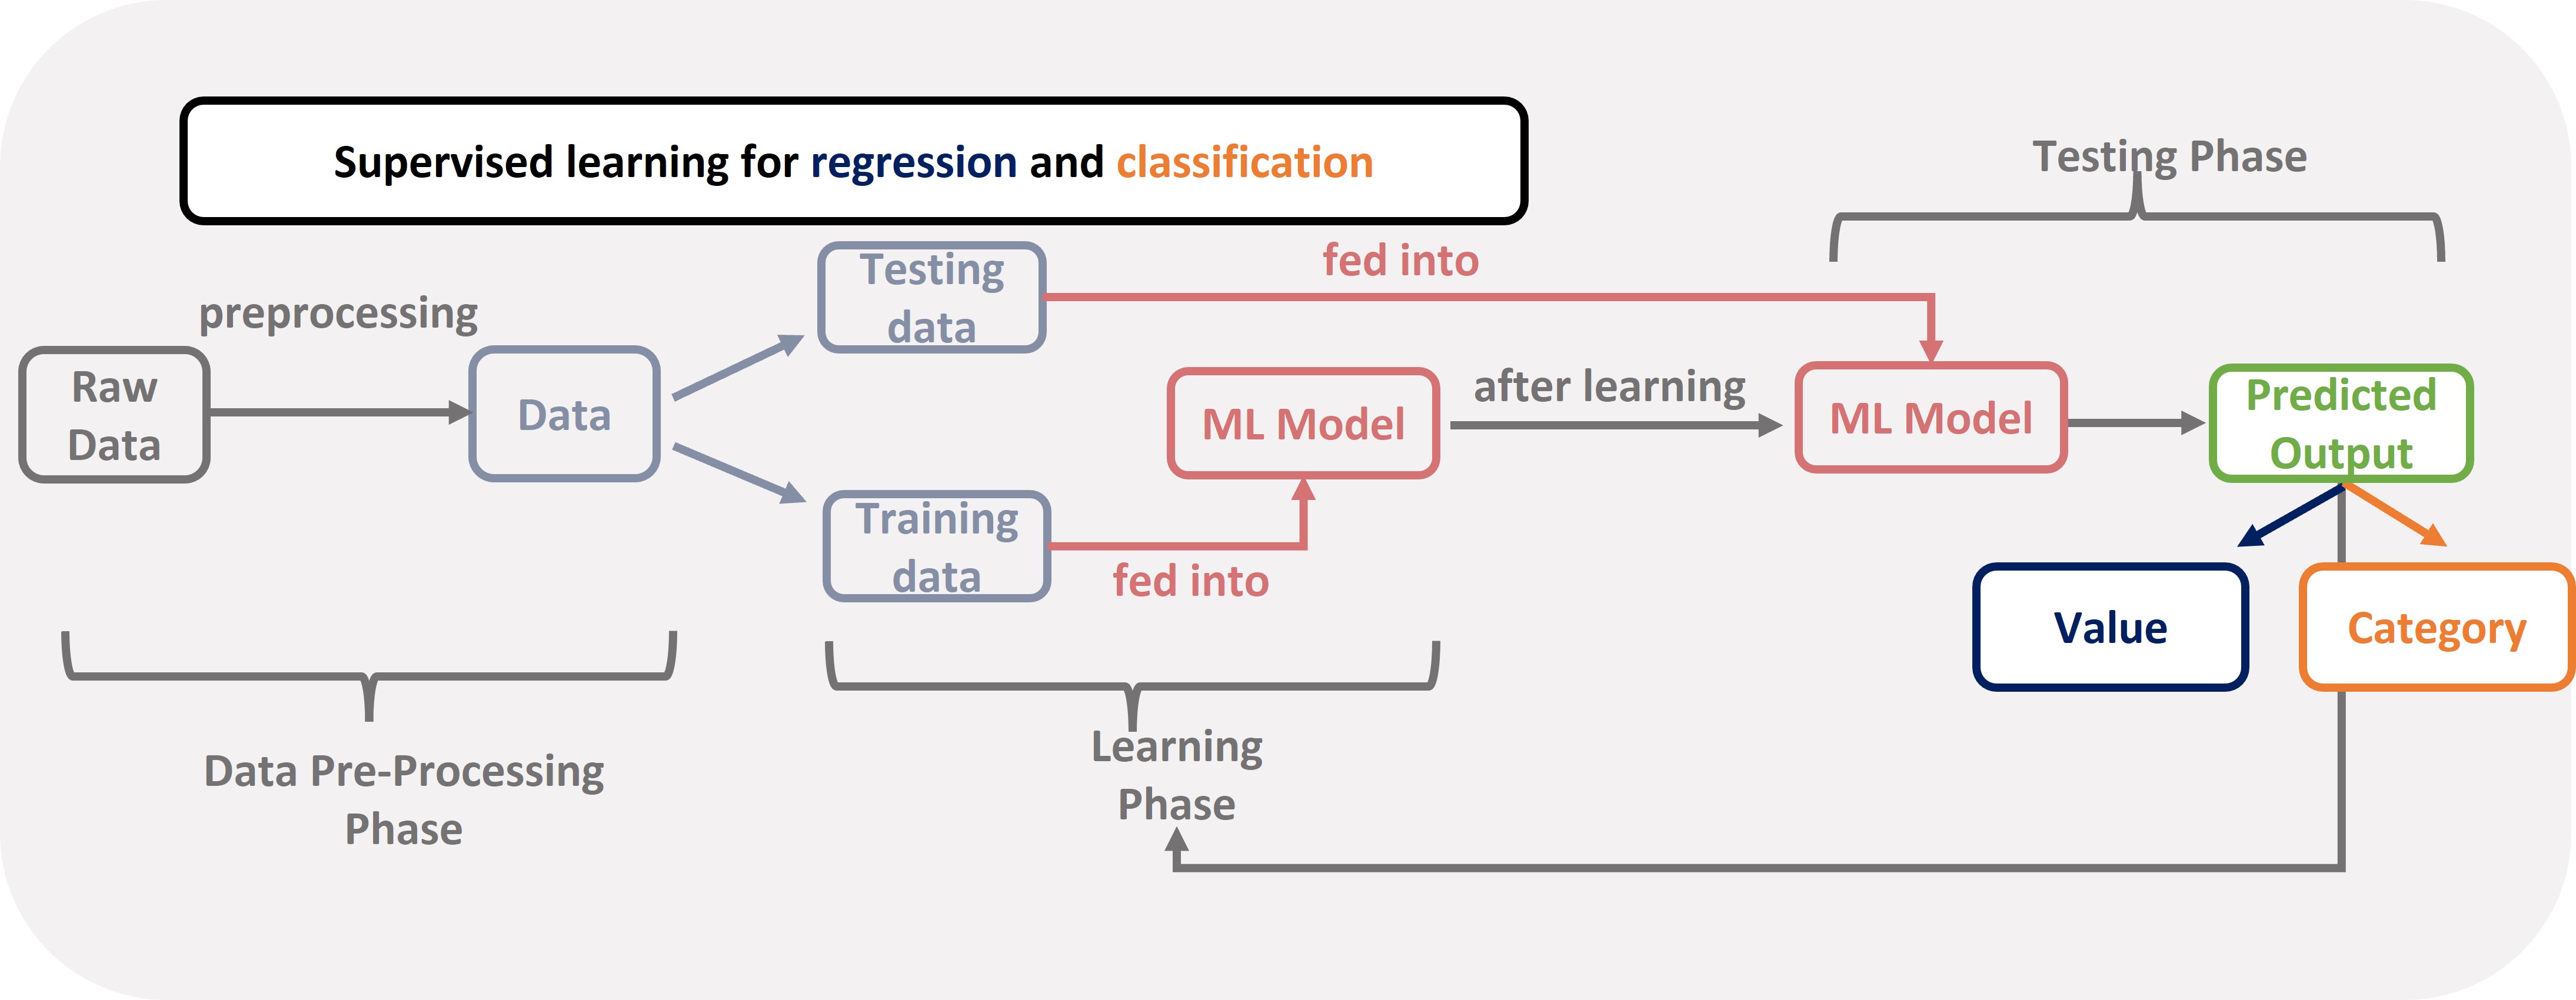 Supervised learning for regression and classification
Testing Phase
Testing
data
fed into
preprocessing
Raw
Data
Data
ML Model
after learning
ML Model
Predicted
Output
Training
data
fed into
Value
Category
Data Pre-Processing
Phase
Learning
Phase